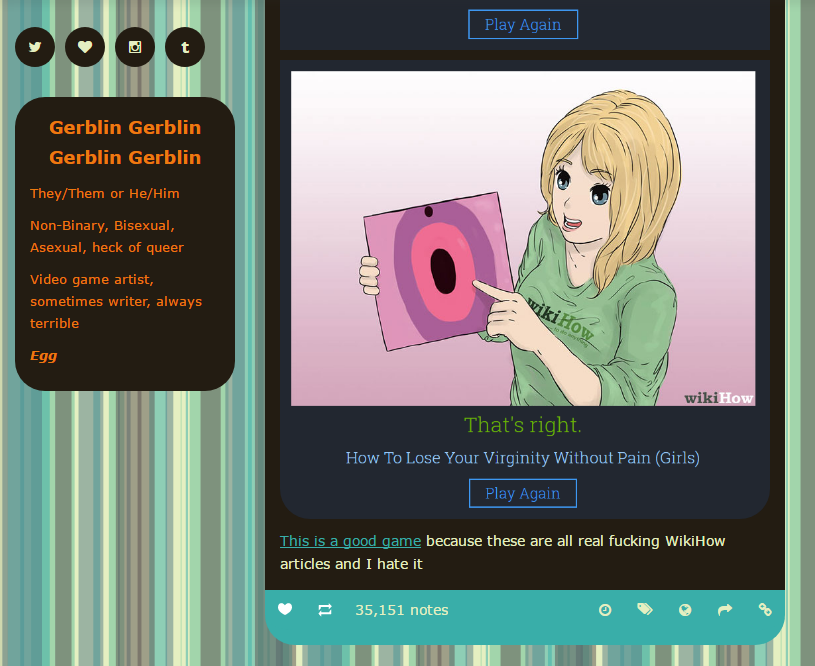 Gerblin Gerblin
Gerblin Gerblin
They/Them or He/Him
Non-Binary, Bisexual,
Asexual, heck of queer
Video game artist,
sometimes writer, always
terrible
Egg
Play Again
wikiHow
wikiHow
That's right.
How To Lose Your Virginity Without Pain (Girls)
Play Again
This is a good game because these are all real fucking WikiHow
articles and I hate it
35,151 notes